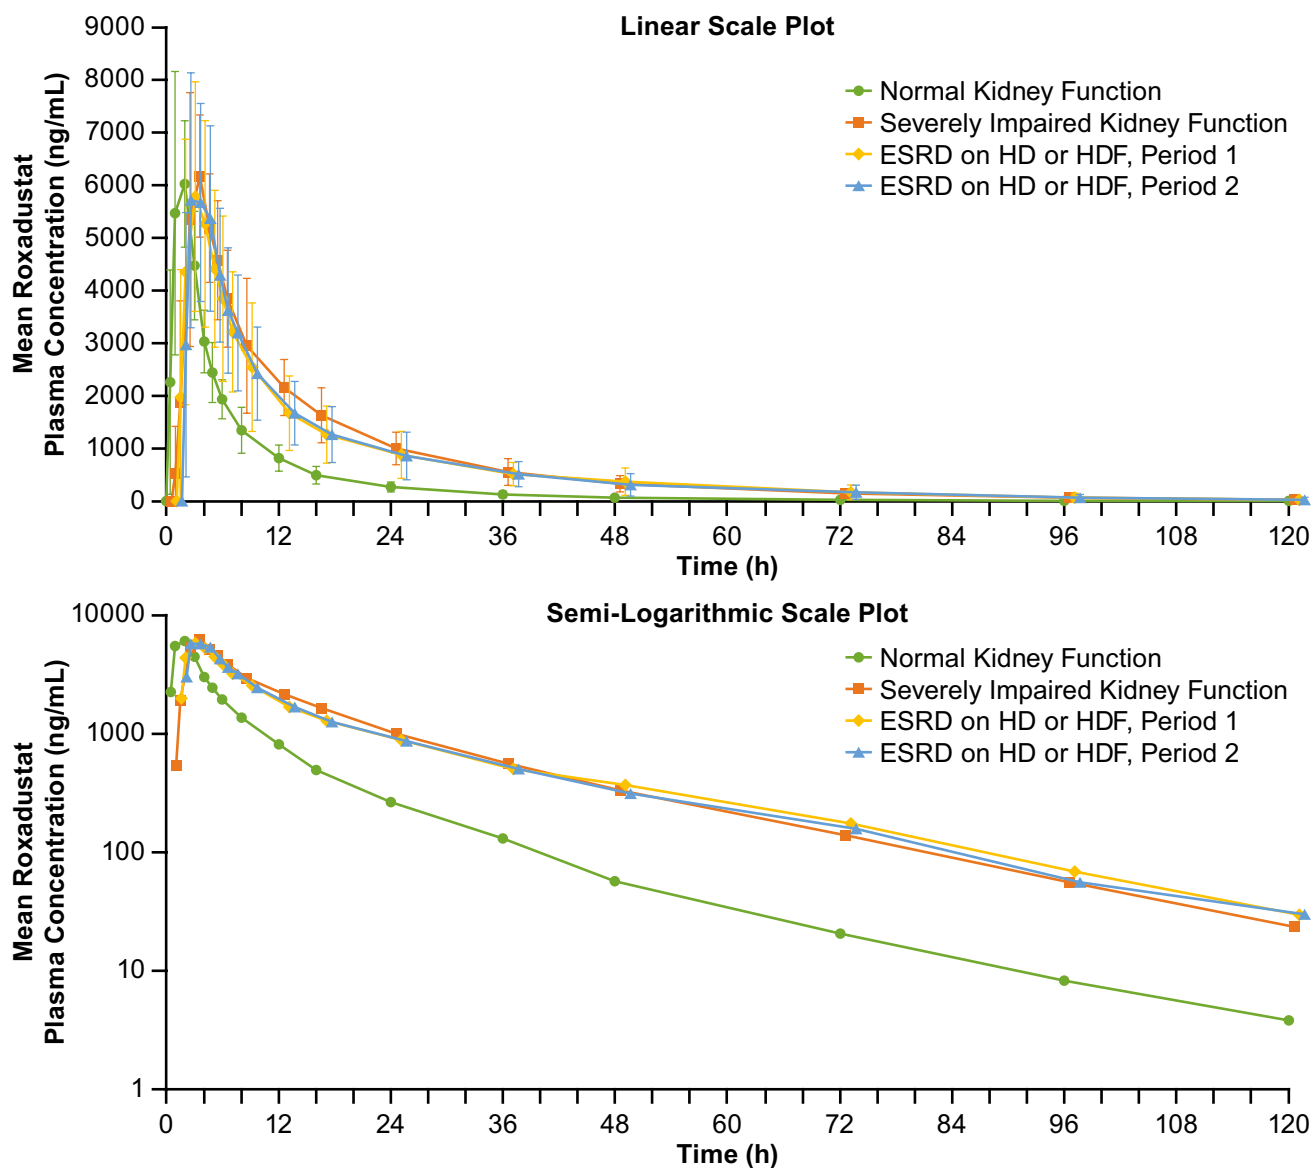 Linear Scale Plot
Mean Roxadustat
Plasma Concentration (ng/mL)
9000
8000
7000
6000
5000
4000
3000
2000
1000
0
Normal Kidney Function
Severely Impaired Kidney Function
ESRD on HD or HDF, Period 1
ESRD on HD or HDF, Period 2
0 12 24 36 48 60 72 84 96 108 120
Time (h)
Semi-Logarithmic Scale Plot
Mean Roxadustat
Plasma Concentration (ng/mL)
10000
1000
100
10
1
Normal Kidney Function
Severely Impaired Kidney Function
ESRD on HD or HDF, Period 1
ESRD on HD or HDF, Period 2
0 12 24 36 48 60 72 84 96 108 120
Time (h)